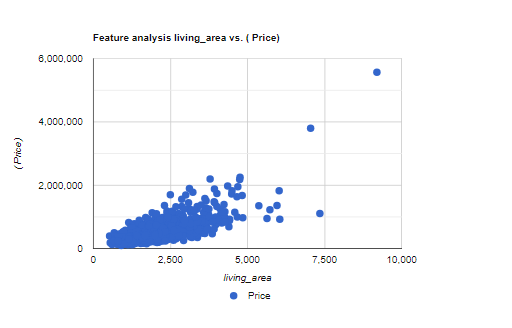 Feature analysis living_area vs. ( Price)
6,000,000
4,000,000
2,000,000
0
( Price)
0 2,500 5,000 7,500 10,000
living_area
Price